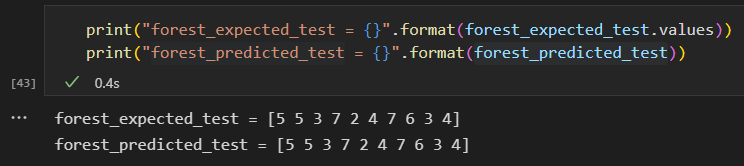 print("forest_expected_test = {}".format(forest_expected_test.values))
print("forest_predicted_test = {}".format(forest_predicted_test))
[43] ✓ 0.4s
... forest_expected_test = [5 5 3 7 2 4 7 6 3 4]
forest_predicted_test = [5 5 3 7 2 4 7 6 3 4]